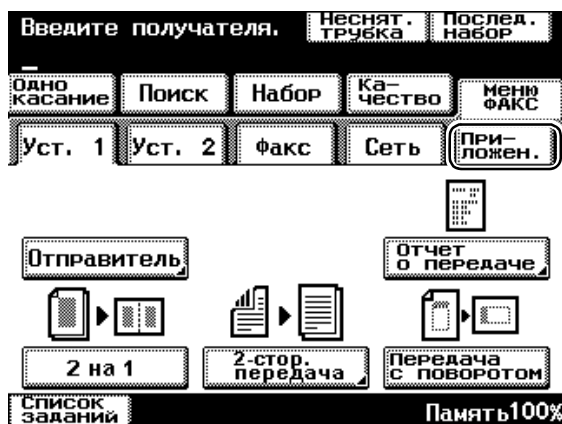 Введите получателя.
Неснят.
трубка
Послед.
набор
Одно
касание
Поиск
Набор
Ка-
чество
Меню
ФАКС
Уст. 1
Уст. 2
Факс
Сеть
При-
ложен.
Отправитель
Отчет
о передаче
2 на 1
2-стор.
передача
Передача
с поворотом
Список
заданий
Память100%